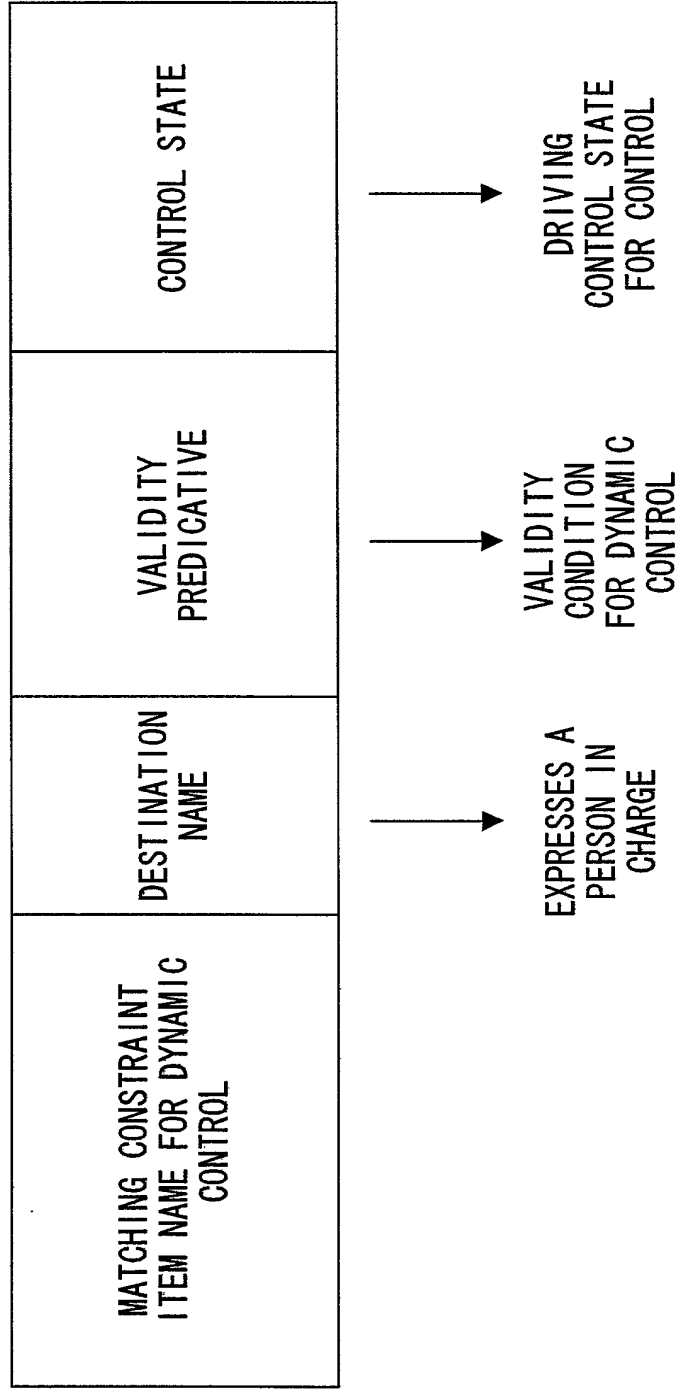 MATCHING CONSTRAINT
ITEM NAME FOR DYNAMIC
CONTROL
DESTINATION
NAME
VALIDITY
PREDICATIVE
CONTROL STATE
EXPRESSES A
PERSON IN
CHARGE
VALIDITY
CONDITION
FOR DYNAMIC
CONTROL
DRIVING
CONTROL STATE
FOR CONTROL